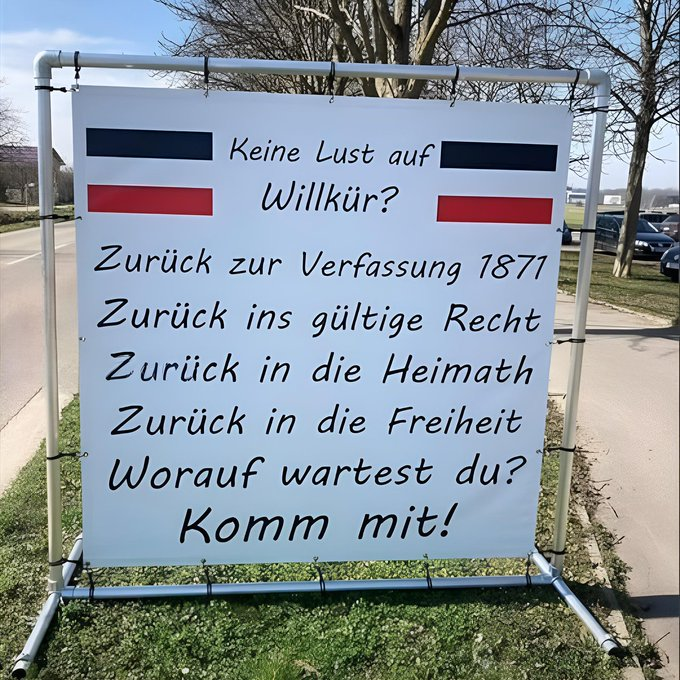 Keine Lust auf
Willkür?
Zurück zur Verfassung 1871
Zurück ins gültige Recht
Zurück in die Heimath
Zurück in die Freiheit
Worauf wartest du?
Komm mit!